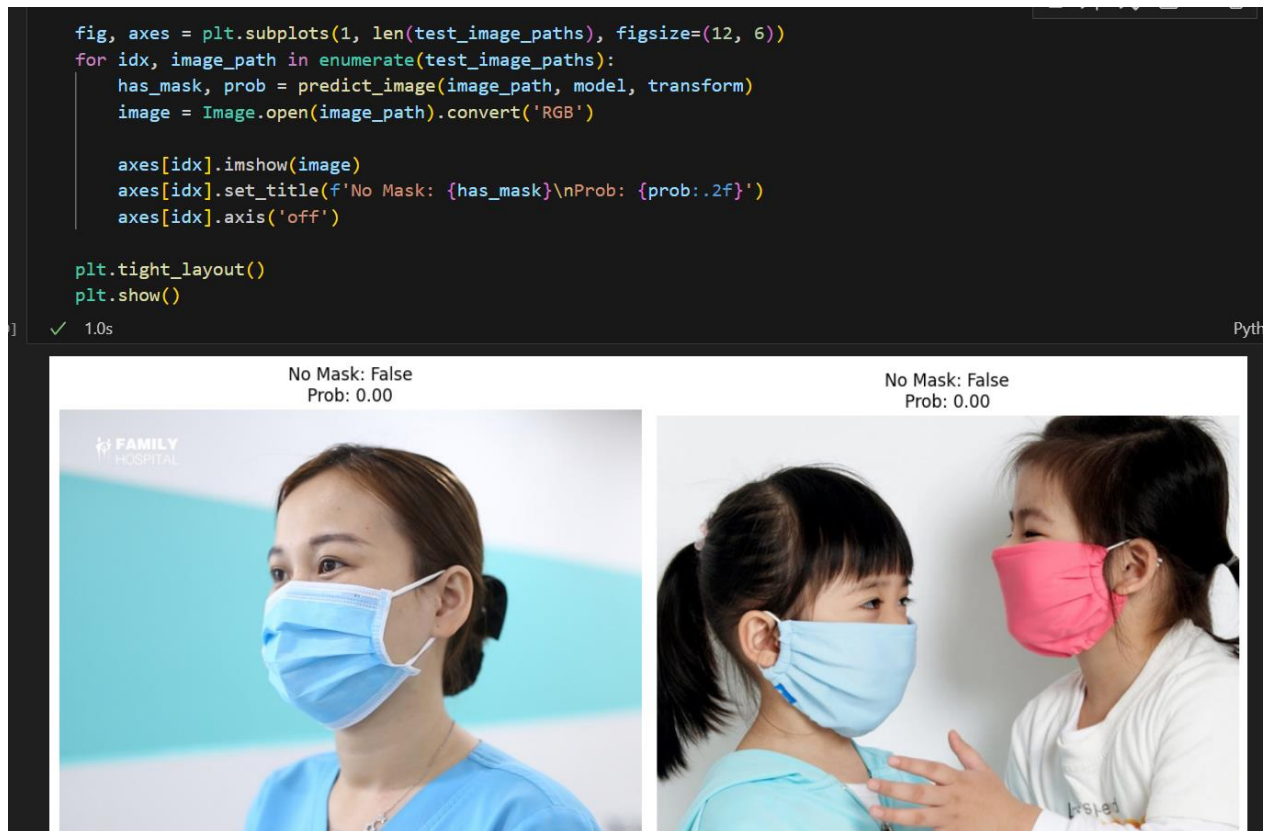 fig, axes = plt.subplots(1, len(test_image_paths), figsize=(12, 6))
for idx, image_path in enumerate(test_image_paths):
    has_mask, prob = predict_image(image_path, model, transform)
    image = Image.open(image_path).convert('RGB')
    axes[idx].imshow(image)
    axes[idx].set_title(f'No Mask: {has_mask}\nProb: {prob:.2f}')
    axes[idx].axis('off')
plt.tight_layout()
plt.show()
]
✓ 1.0s
Pyth
No Mask: False
Prob: 0.00
FAMILY
HOSPITAL
No Mask: False
Prob: 0.00